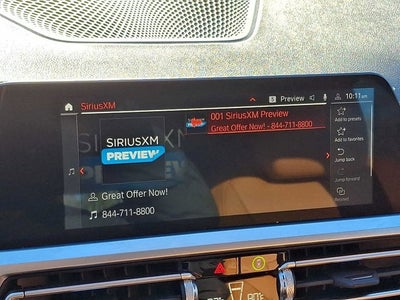 SiriusXM
S Preview
10:11am
SIRIUSXM
PREVIEW
Great Offer Now!
844-711-8800
001 SiriusXM Preview
Great Offer Now! - 844-711-8800
Add to presets
Add to favorites
Jump back
Jump forward